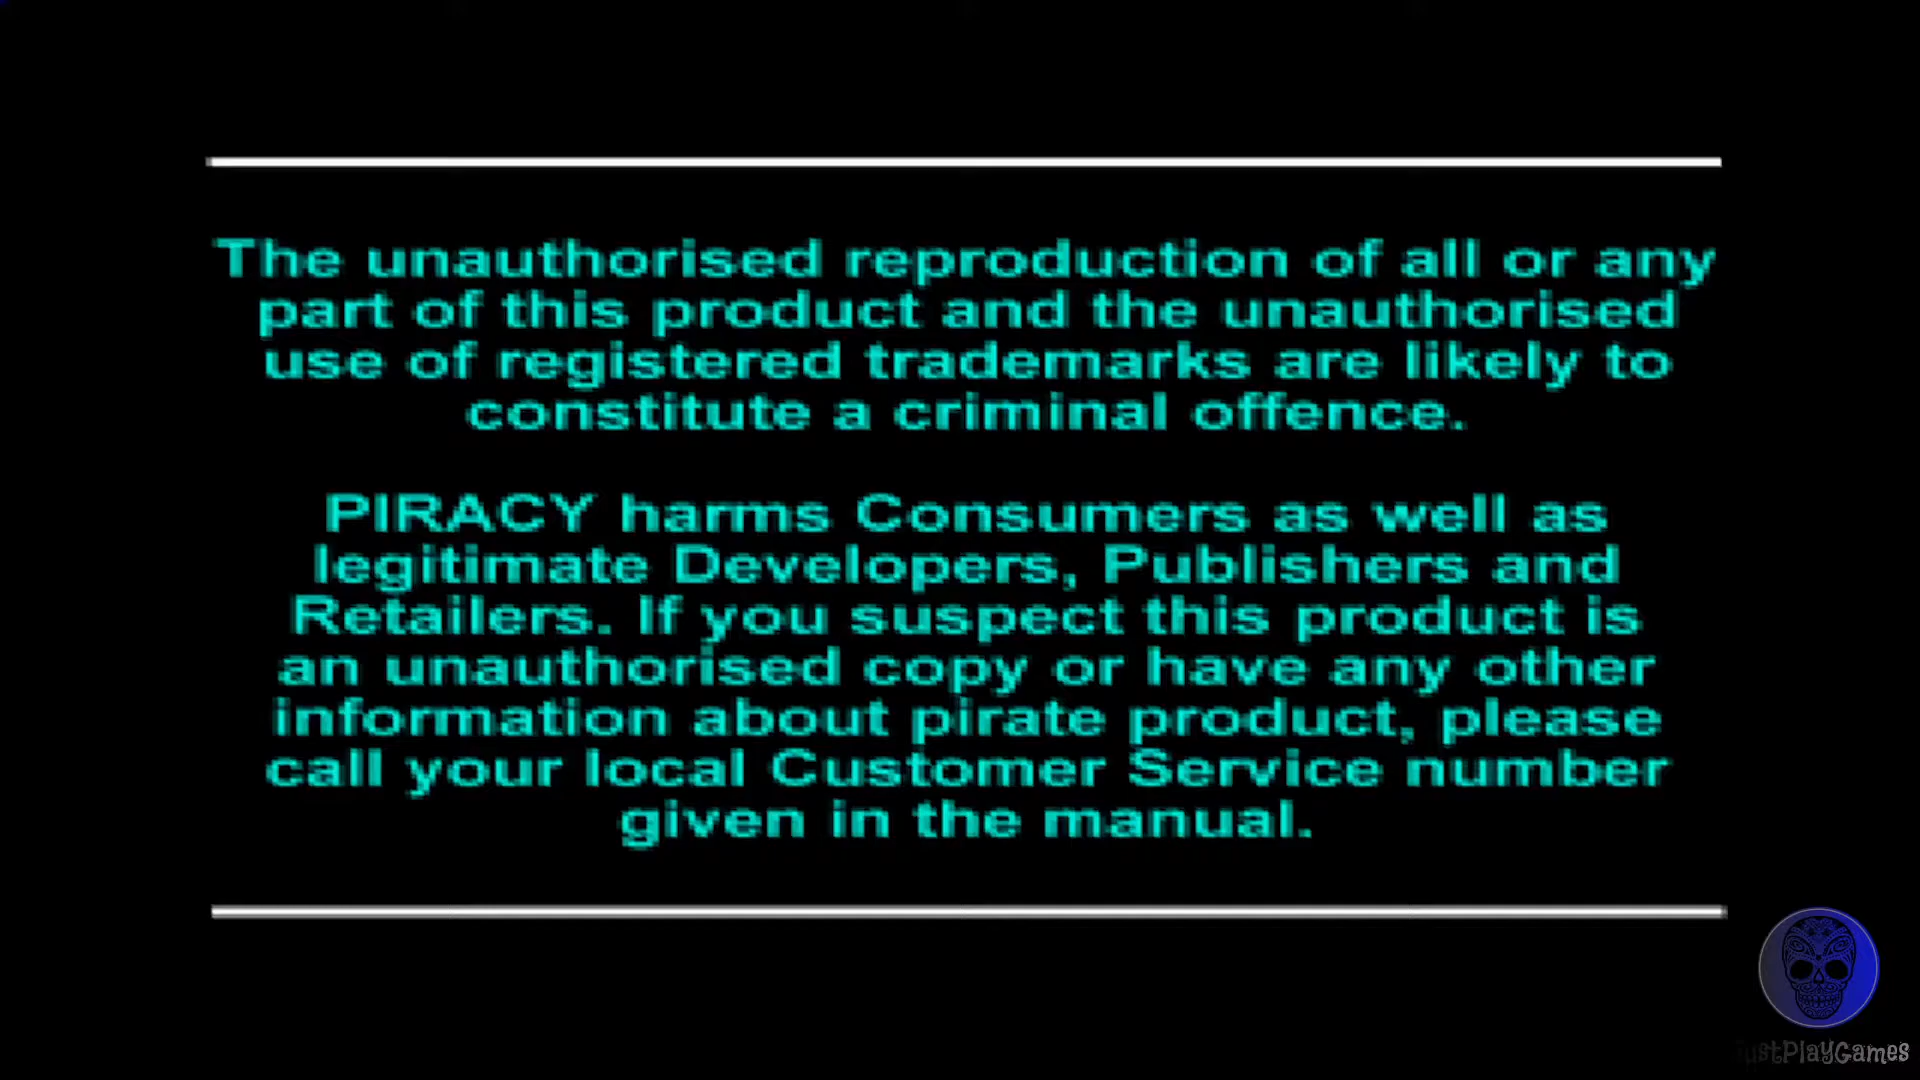 The unauthorised reproduction of all or any
part of this product and the unauthorised
use of registered trademarks are likely to
constitute a criminal offence.
PIRACY harms Consumers as well as
legitimate Developers, Publishers and
Retailers. If you suspect this product is
an unauthorised copy or have any other
information about pirate product, please
call your local Customer Service number
given in the manual.
ustPlayGames